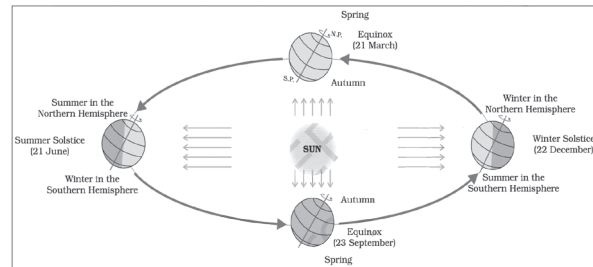 Spring
N.P.
Equinox
(21 March)
S.P.
Autumn
Summer in the
Northern Hemisphere
Summer Solstice
(21 June)
Winter in the
Southern Hemisphere
SUN
Winter in the
Northern Hemisphere
Winter Solstice
(22 December)
Summer in the
Southern Hemisphere
Autumn
Equinox
(23 September)
Spring